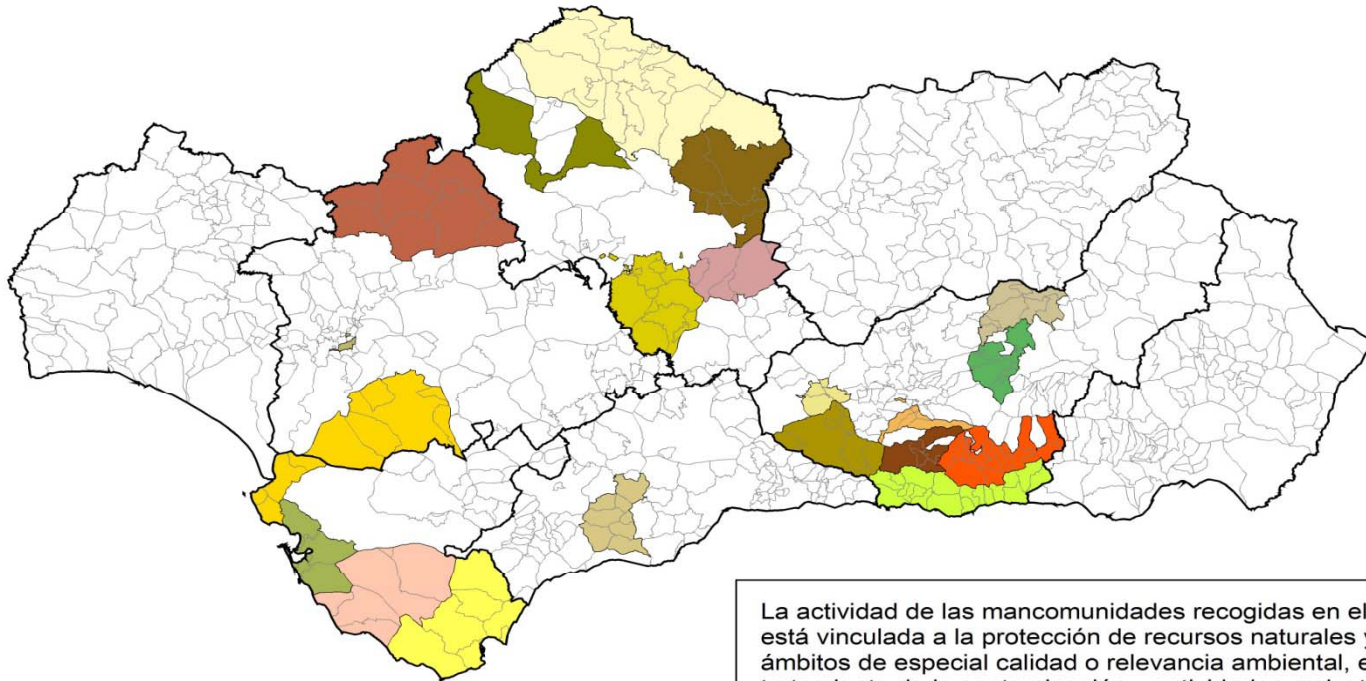 La actividad de las mancomunidades recogidas en el
está vinculada a la protección de recursos naturales y
ámbitos de especial calidad o relevancia ambiental, e